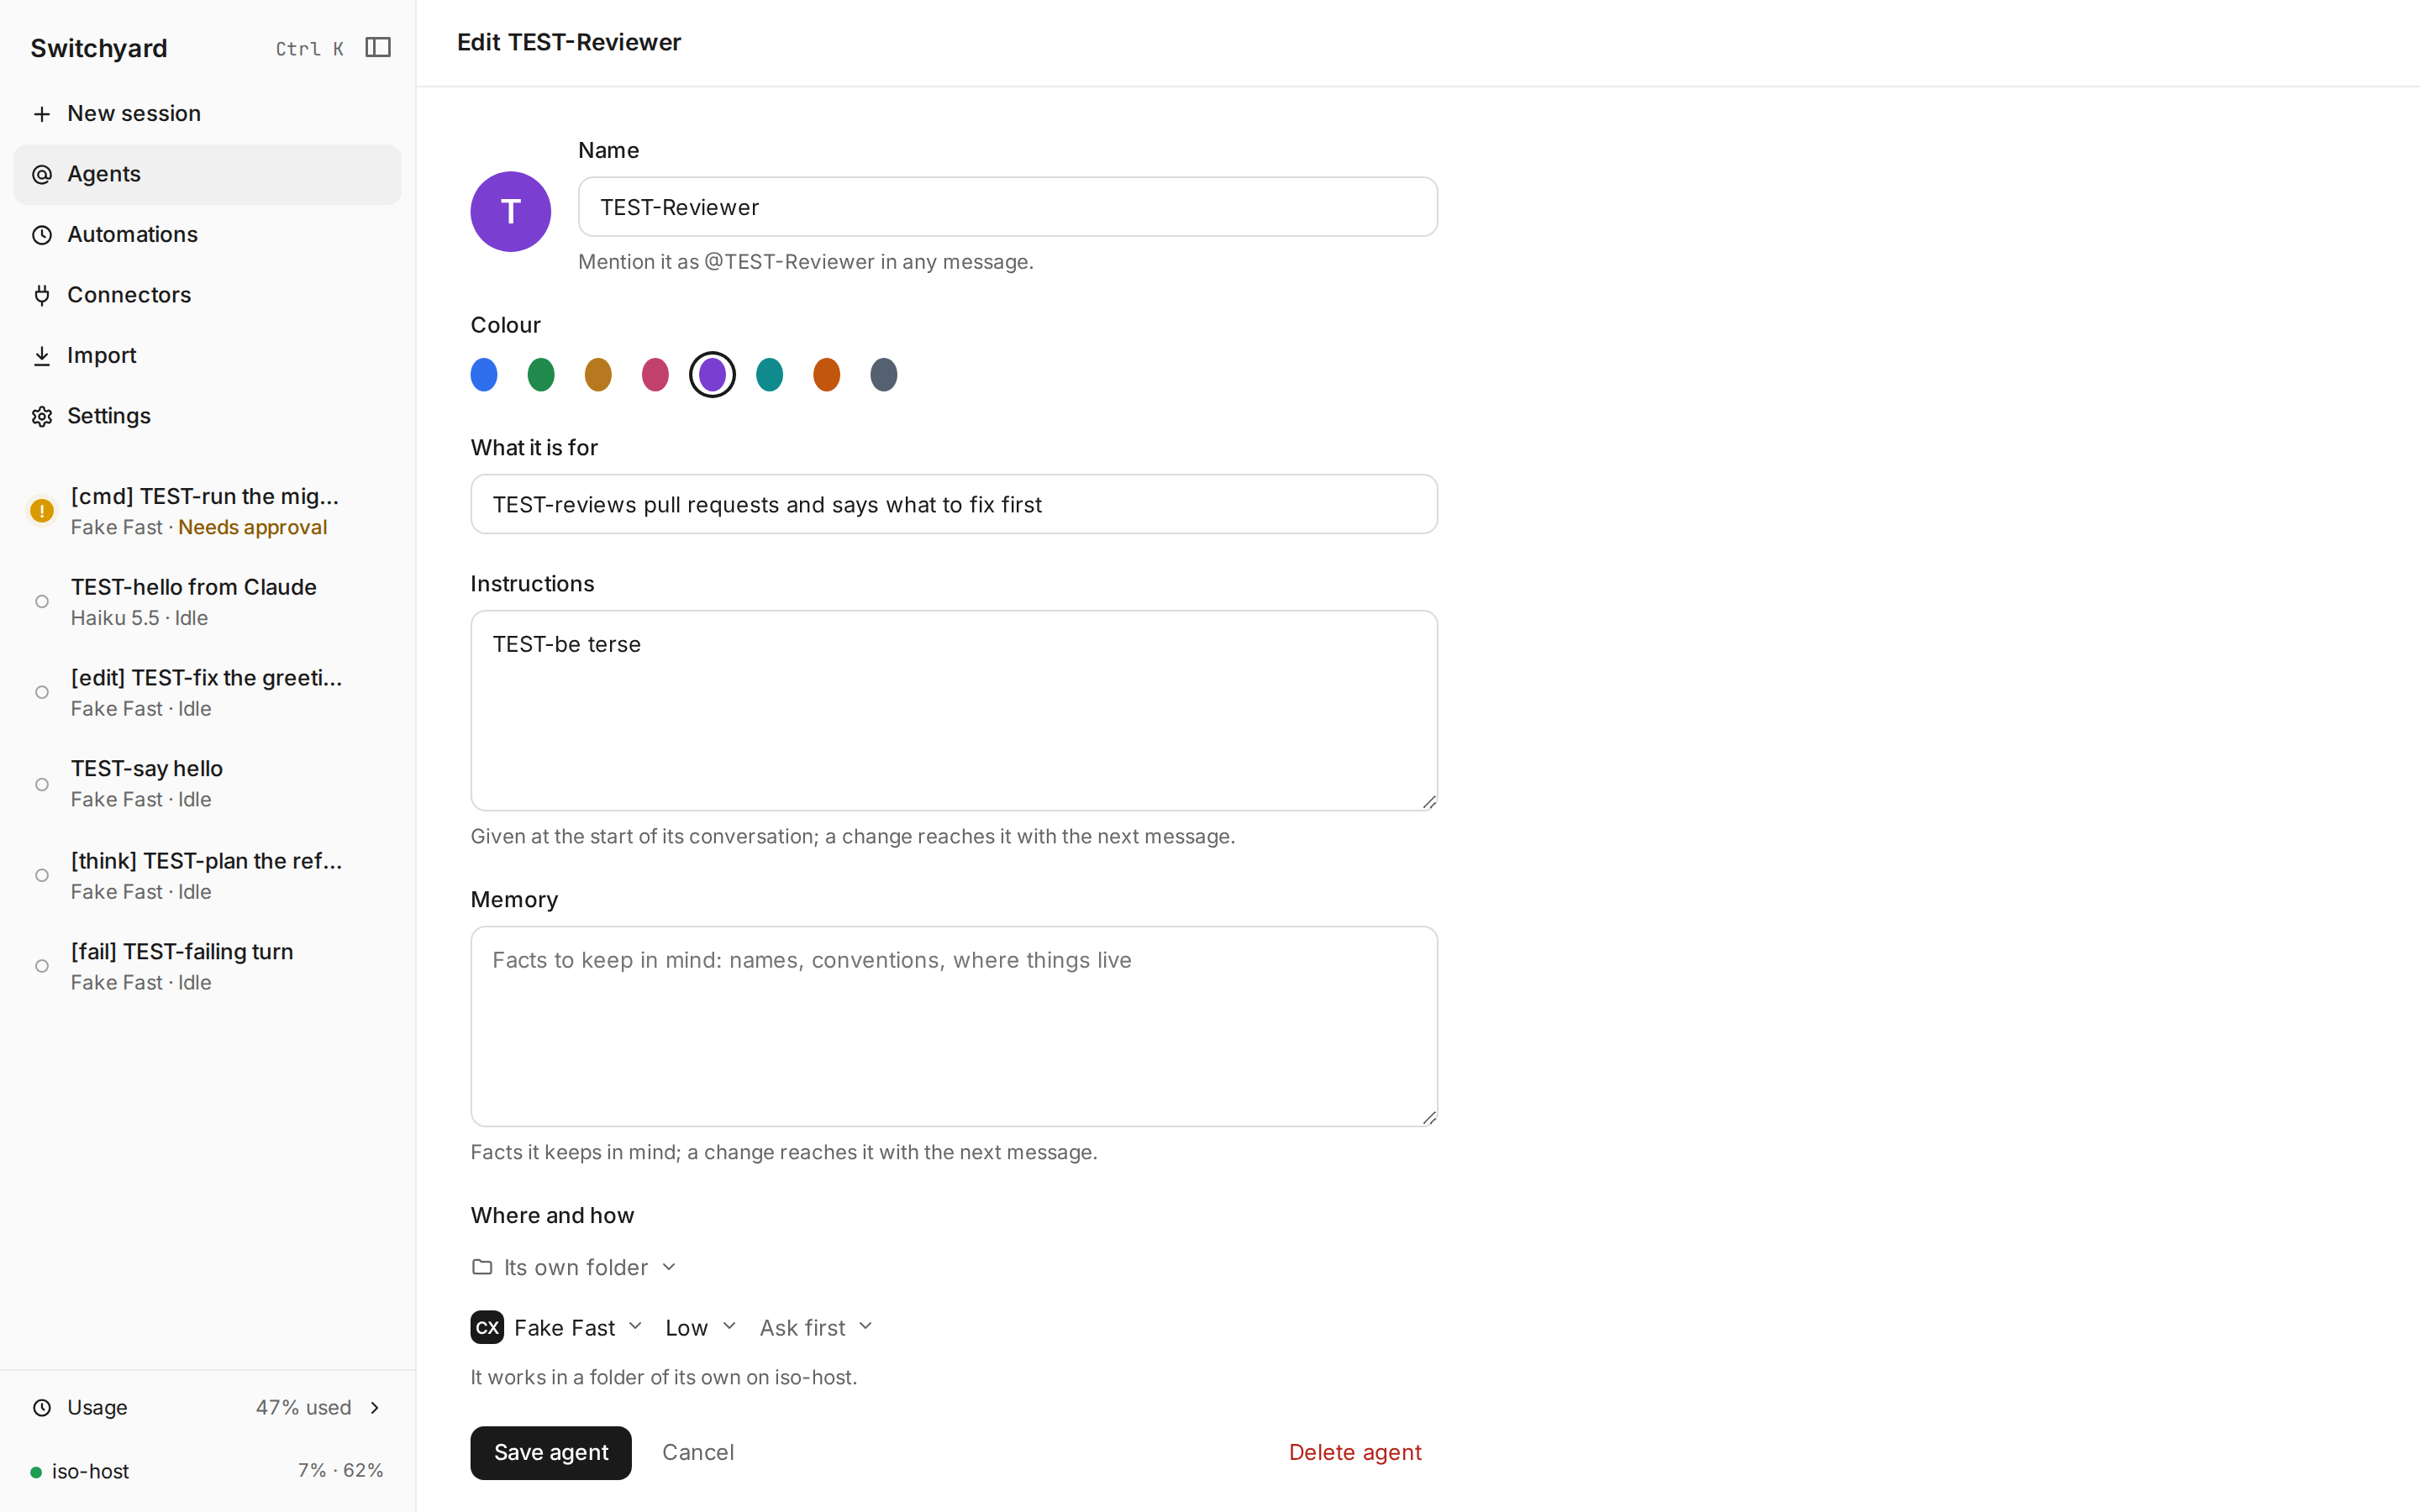 Switchyard
Ctrl K
New session
Agents
Automations
Connectors
Import
Settings
[cmd] TEST-run the mig...
Fake Fast · Needs approval
TEST-hello from Claude
Haiku 5.5 · Idle
[edit] TEST-fix the greeti...
Fake Fast · Idle
TEST-say hello
Fake Fast · Idle
[think] TEST-plan the ref...
Fake Fast · Idle
[fail] TEST-failing turn
Fake Fast · Idle
Usage
47% used
iso-host
7% · 62%
Edit TEST-Reviewer
T
Name
TEST-Reviewer
Mention it as @TEST-Reviewer in any message.
Colour
What it is for
TEST-reviews pull requests and says what to fix first
Instructions
TEST-be terse
Given at the start of its conversation; a change reaches it with the next message.
Memory
Facts to keep in mind: names, conventions, where things live
Facts it keeps in mind; a change reaches it with the next message.
Where and how
Its own folder
CX Fake Fast Low Ask first
It works in a folder of its own on iso-host.
Save agent
Cancel
Delete agent